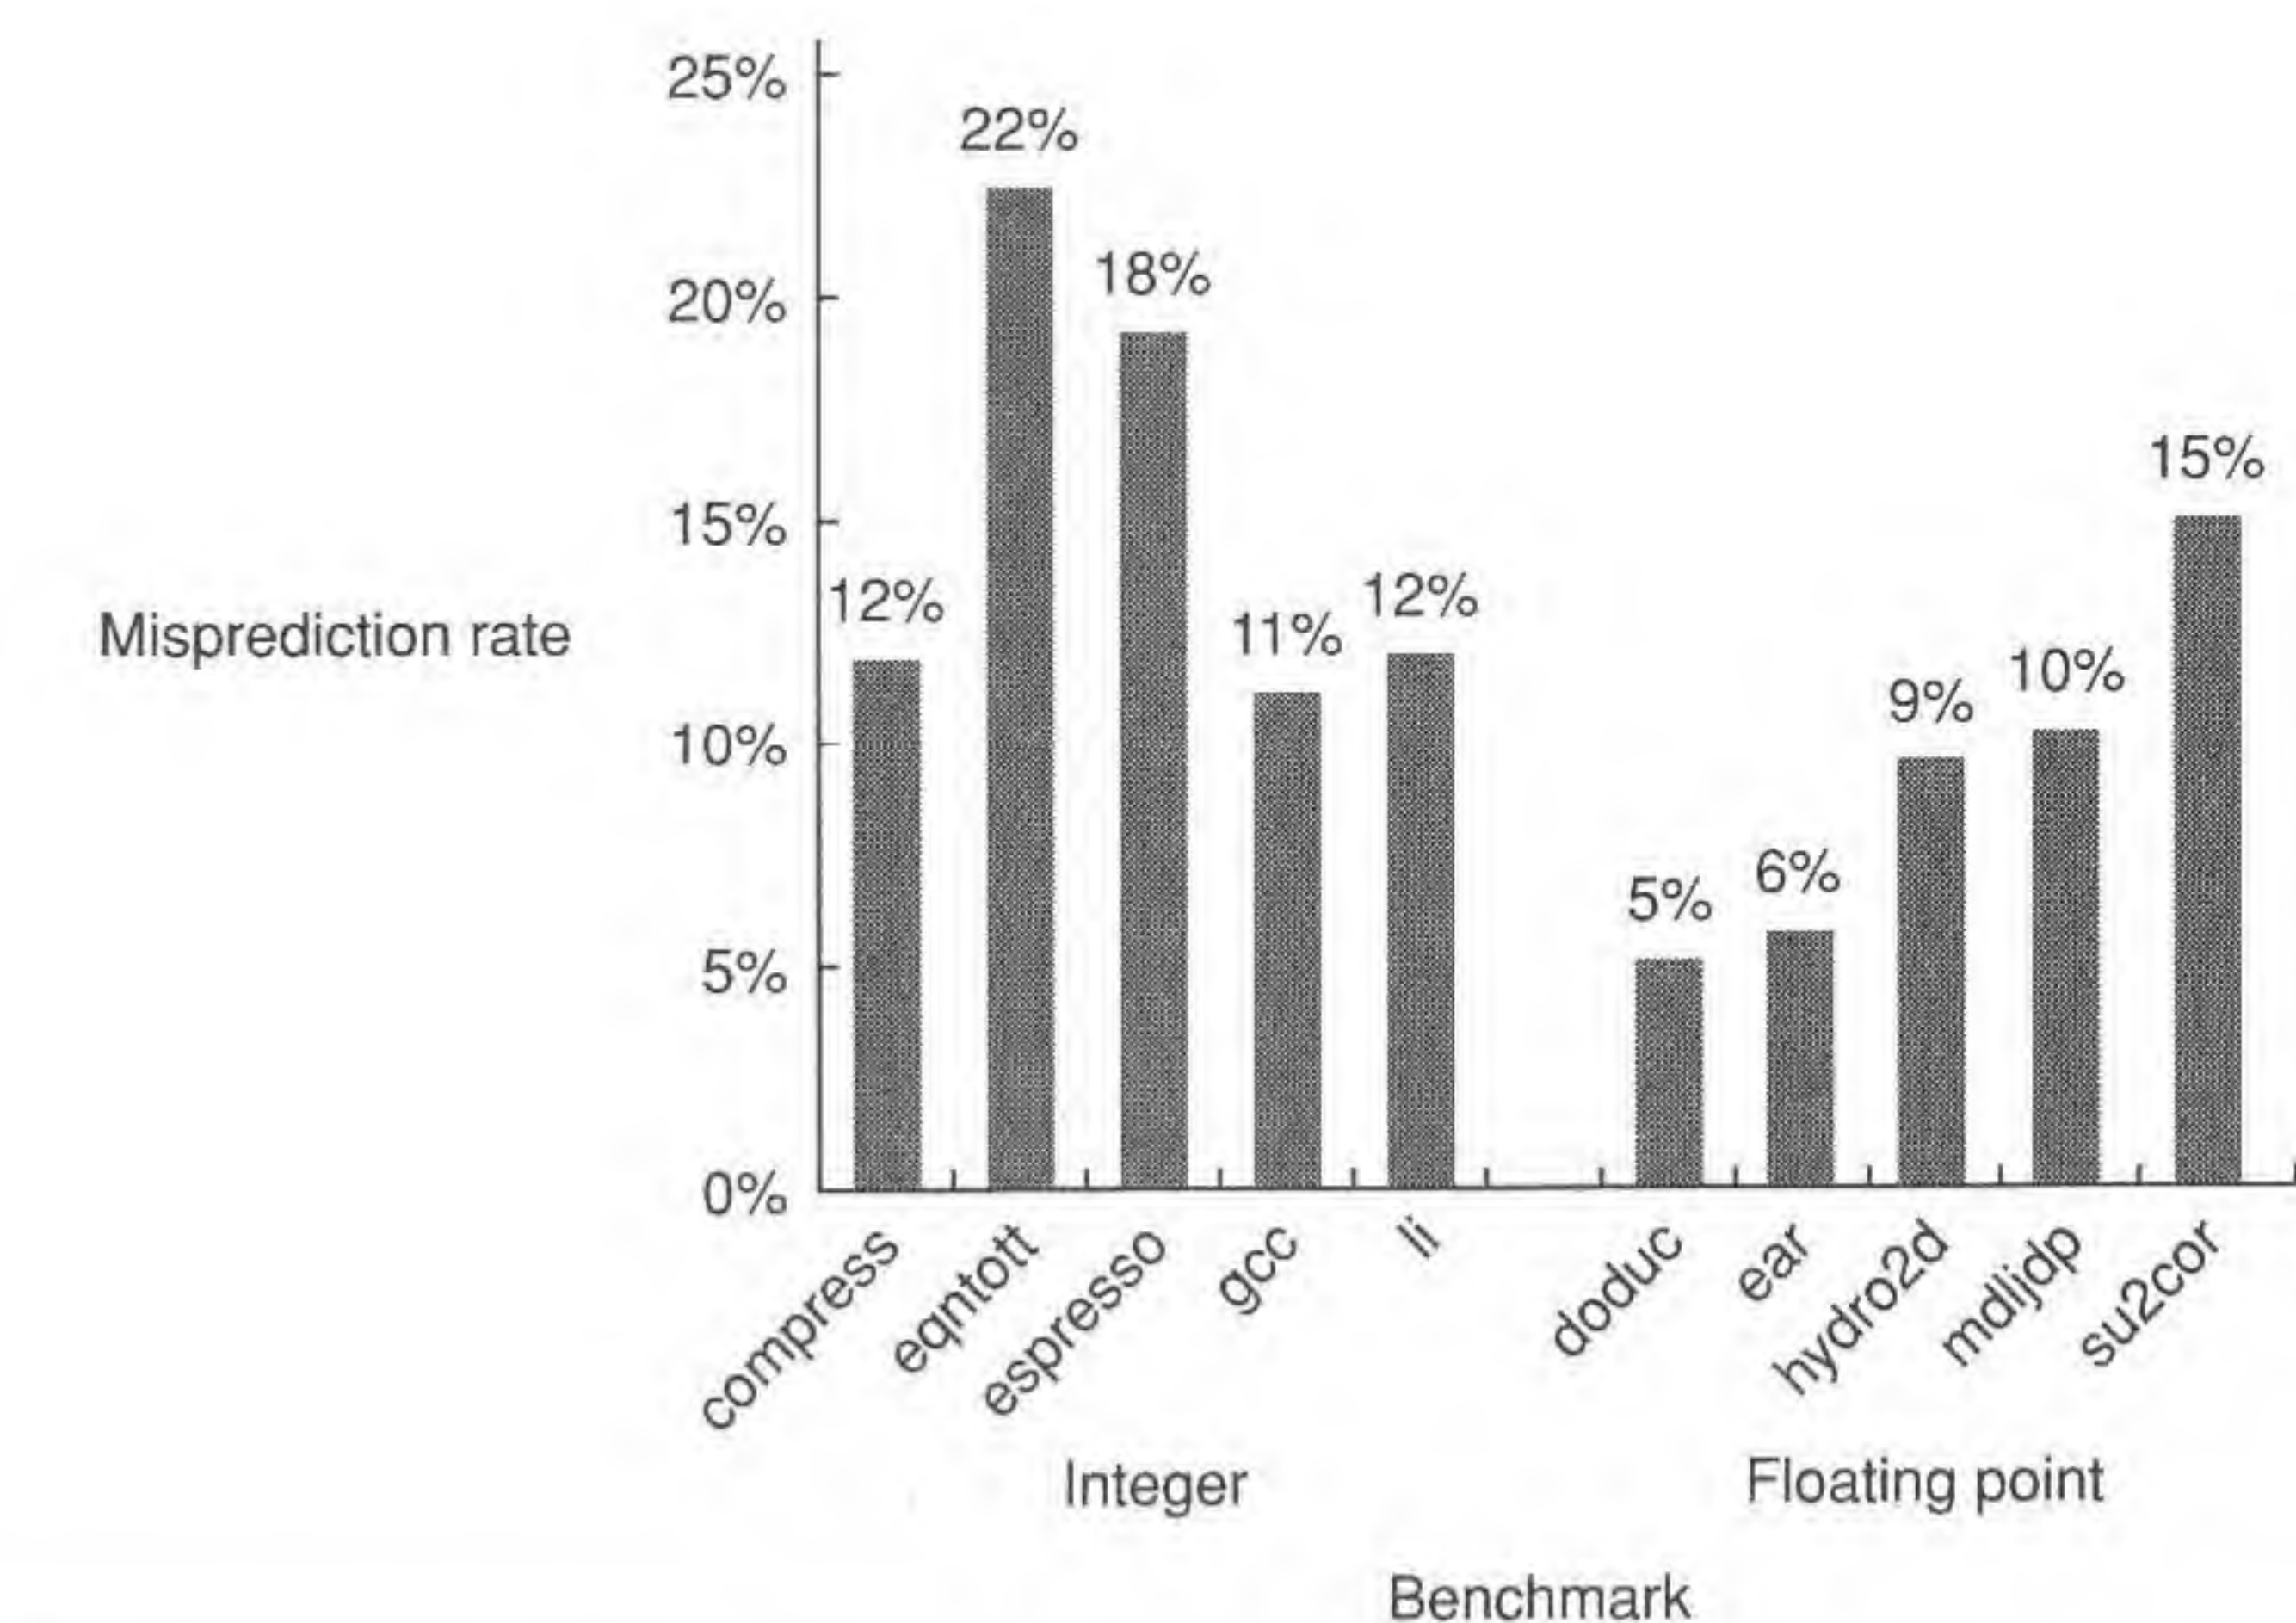 25%
22%
20%
18%
15%
15%
Misprediction rate
12%
11%
12%
10%
9%
10%
5%
5%
6%
0%
compress
eqntott
espresso
gcc
li
doduc
ear
hydro2d
mdljdp
su2cor
Integer
Floating point
Benchmark